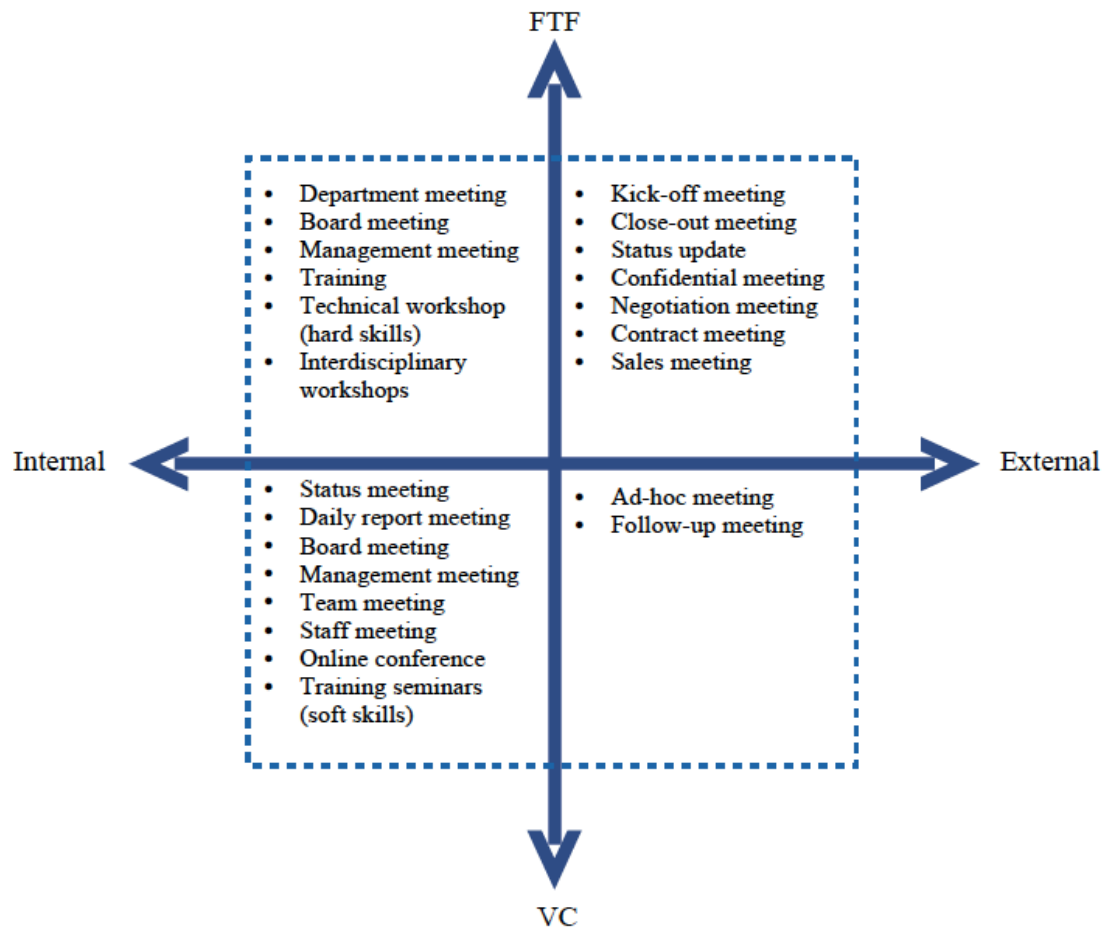 FTF
• Department meeting
• Board meeting
• Management meeting
• Training
• Technical workshop
(hard skills)
• Interdisciplinary
workshops
• Kick-off meeting
• Close-out meeting
• Status update
• Confidential meeting
• Negotiation meeting
• Contract meeting
• Sales meeting
Internal
External
• Status meeting
• Daily report meeting
• Board meeting
• Management meeting
• Team meeting
• Staff meeting
• Online conference
• Training seminars
(soft skills)
• Ad-hoc meeting
• Follow-up meeting
VC